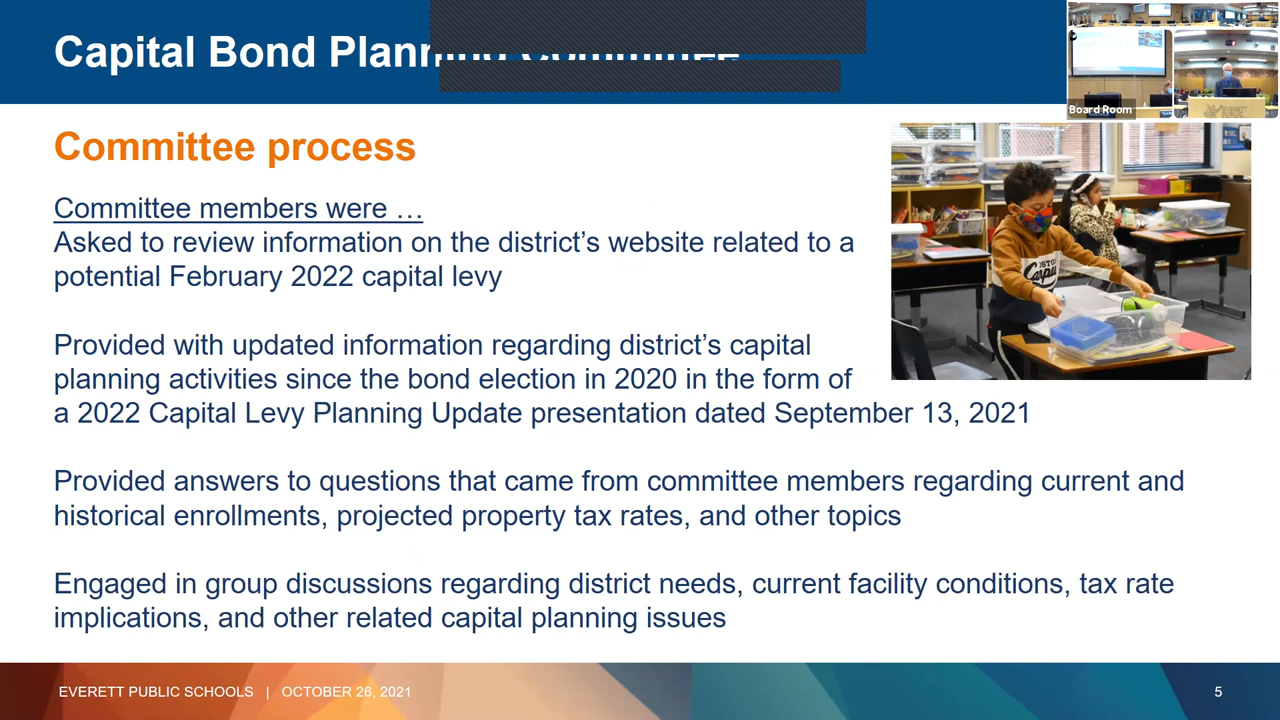 Capital Bond Planning Committee
Board Room
Committee process
Committee members were …
Asked to review information on the district’s website related to a
potential February 2022 capital levy
Provided with updated information regarding district’s capital
planning activities since the bond election in 2020 in the form of
a 2022 Capital Levy Planning Update presentation dated September 13, 2021
Provided answers to questions that came from committee members regarding current and
historical enrollments, projected property tax rates, and other topics
Engaged in group discussions regarding district needs, current facility conditions, tax rate
implications, and other related capital planning issues
EVERETT PUBLIC SCHOOLS | OCTOBER 26, 2021
5